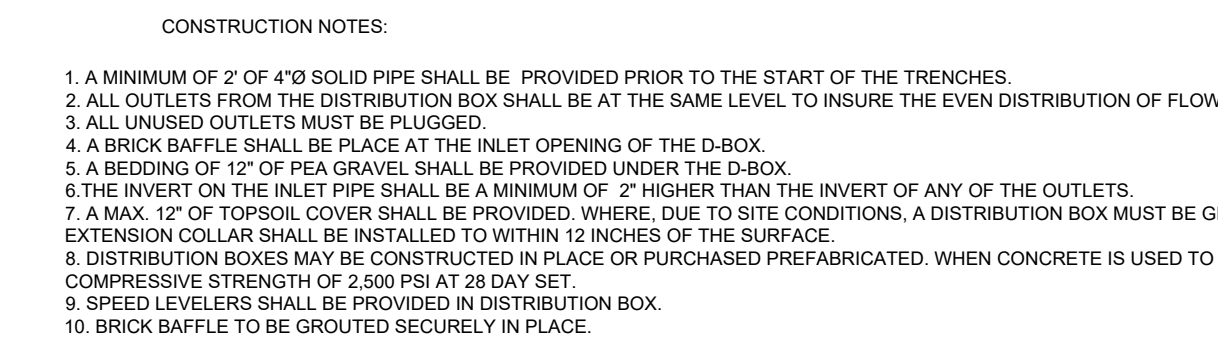 CONSTRUCTION NOTES:
1. A MINIMUM OF 2' OF 4"Ø SOLID PIPE SHALL BE PROVIDED PRIOR TO THE START OF THE TRENCHES.
2. ALL OUTLETS FROM THE DISTRIBUTION BOX SHALL BE AT THE SAME LEVEL TO INSURE THE EVEN DISTRIBUTION OF FLOW
3. ALL UNUSED OUTLETS MUST BE PLUGGED.
4. A BRICK BAFFLE SHALL BE PLACE AT THE INLET OPENING OF THE D-BOX.
5. A BEDDING OF 12" OF PEA GRAVEL SHALL BE PROVIDED UNDER THE D-BOX.
6.THE INVERT ON THE INLET PIPE SHALL BE A MINIMUM OF 2" HIGHER THAN THE INVERT OF ANY OF THE OUTLETS.
7. A MAX. 12" OF TOPSOIL COVER SHALL BE PROVIDED. WHERE, DUE TO SITE CONDITIONS, A DISTRIBUTION BOX MUST BE
EXTENSION COLLAR SHALL BE INSTALLED TO WITHIN 12 INCHES OF THE SURFACE.
8. DISTRIBUTION BOXES MAY BE CONSTRUCTED IN PLACE OR PURCHASED PREFABRICATED. WHEN CONCRETE IS USED TO
COMPRESSIVE STRENGTH OF 2,500 PSI AT 28 DAY SET.
9. SPEED LEVELERS SHALL BE PROVIDED IN DISTRIBUTION BOX.
10. BRICK BAFFLE TO BE GROUTED SECURELY IN PLACE.